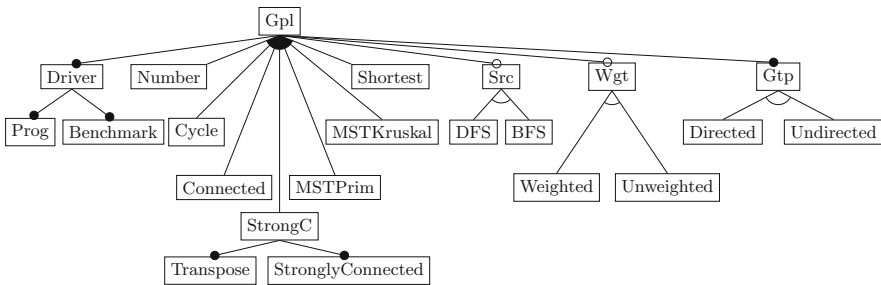 Gpl
Driver Number Shortest Src Wgt Gtp
Prog Benchmark Cycle MSTKruskal DFS BFS Directed Undirected
Connected MSTPrim Weighted Unweighted
StrongC
Transpose StronglyConnected